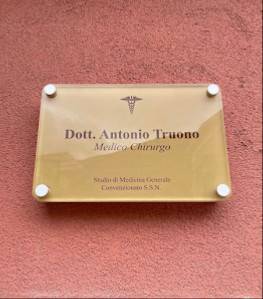 Dott. Antonio Truono
Medico Chirurgo
Studio di Medicina Generale
Convenzionato S.S.N.